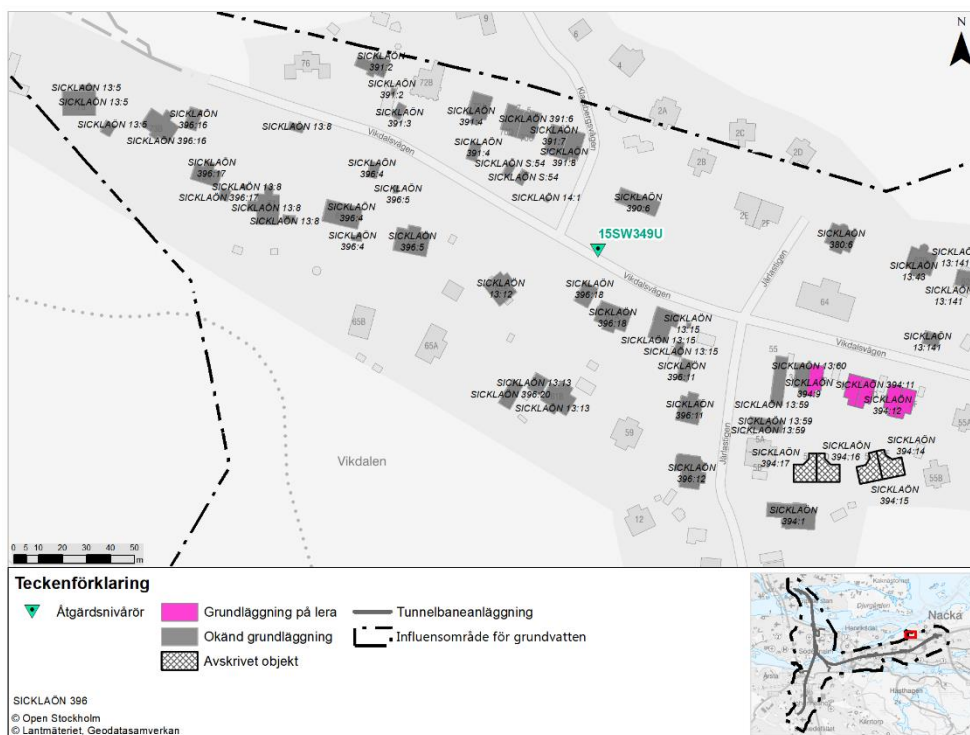 N
9
6
76
4
SICKLAÖN
391:2
72B
391:2
SICKLAÖN
391:3
SICKLAÖN 13:5
SICKLAÖN 13:5
SICKLAÖN 13:5
SICKLAÖN
396:16
SICKLAÖN 396:16
SICKLAÖN 13:8
SICKLAÖN
391:4
SICKLAÖN 391:6
SICKLAÖN
391:7
SICKLAÖN
391:8
SICKLAÖN
391:4
SICKLAÖN S:54
SICKLAÖN S:54
SICKLAÖN 14:1
2A
2C
2D
2B
2E
2F
Vikdalsvägen
SICKLAÖN
396:17
SICKLAÖN 13:8
SICKLAÖN 396:17
SICKLAÖN 13:8
SICKLAÖN 13:8
SICKLAÖN
396:4
SICKLAÖN
396:5
SICKLAÖN
396:4
SICKLAÖN
396:4
SICKLAÖN
396:5
SICKLAÖN
390:6
15SW349U
SICKLAÖN
380:6
SICKLAÖN
13:43
SICKLAÖN
13:141
SICKLAÖN
13:141
SICKLAÖN
13:12
SICKLAÖN
396:18
SICKLAÖN
396:18
Vikdalsvägen
Järlastigen
64
65B
65A
SICKLAÖN
13:15
SICKLAÖN 13:15
SICKLAÖN 13:15
SICKLAÖN
396:11
SICKLAÖN
13:141
Vikdalsvägen
55
SICKLAÖN 13:60
SICKLAÖN
394:9
SICKLAÖN 394:11
SICKLAÖN
394:12
SICKLAÖN 13:13
SICKLAÖN 396:20
SICKLAÖN 13:13
SICKLAÖN
396:11
SICKLAÖN 13:59
SICKLAÖN 13:59
SICKLAÖN 13:59
55A
59
5A
SICKLAÖN
394:17
SICKLAÖN
394:16
SICKLAÖN
394:14
SICKLAÖN
394:15
55B
Vikdalen
Järlastigen
SICKLAÖN
396:12
12
SICKLAÖN
394:1
0 5 10 20 30 40 50
m
Teckenförklaring
Åtgärdsnivårör
Grundläggning på lera
Okänd grundläggning
Avskrivet objekt
Tunnelbaneanläggning
Influensområde för grundvatten
Nacka
SICKLAÖN 396
© Open Stockholm
© Lantmäteriet, Geodatasamverkan